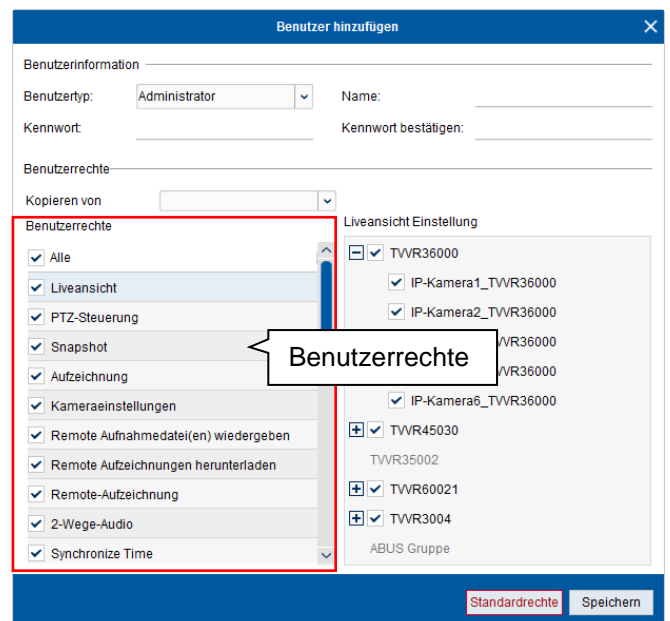 Benutzer hinzufügen
Benutzerinformation
Benutzertyp: Administrator Name:
Kennwort: Kennwort bestätigen:
Benutzerrechte
Kopieren von
Benutzerrechte Liveansicht Einstellung
Alle TVVR36000
Liveansicht IP-Kamera1_TVVR36000
PTZ-Steuerung IP-Kamera2_TVVR36000
Snapshot VVR36000
Benutzerrechte
Aufzeichnung VVR36000
Kameraeinstellungen IP-Kamera6_TVVR36000
Remote Aufnahmedatei(en) wiedergeben TVVR45030
Remote Aufzeichnungen herunterladen TVVR35002
Remote-Aufzeichnung TVVR60021
2-Wege-Audio TVVR3004
Synchronize Time ABUS Gruppe
Standardrechte Speichern